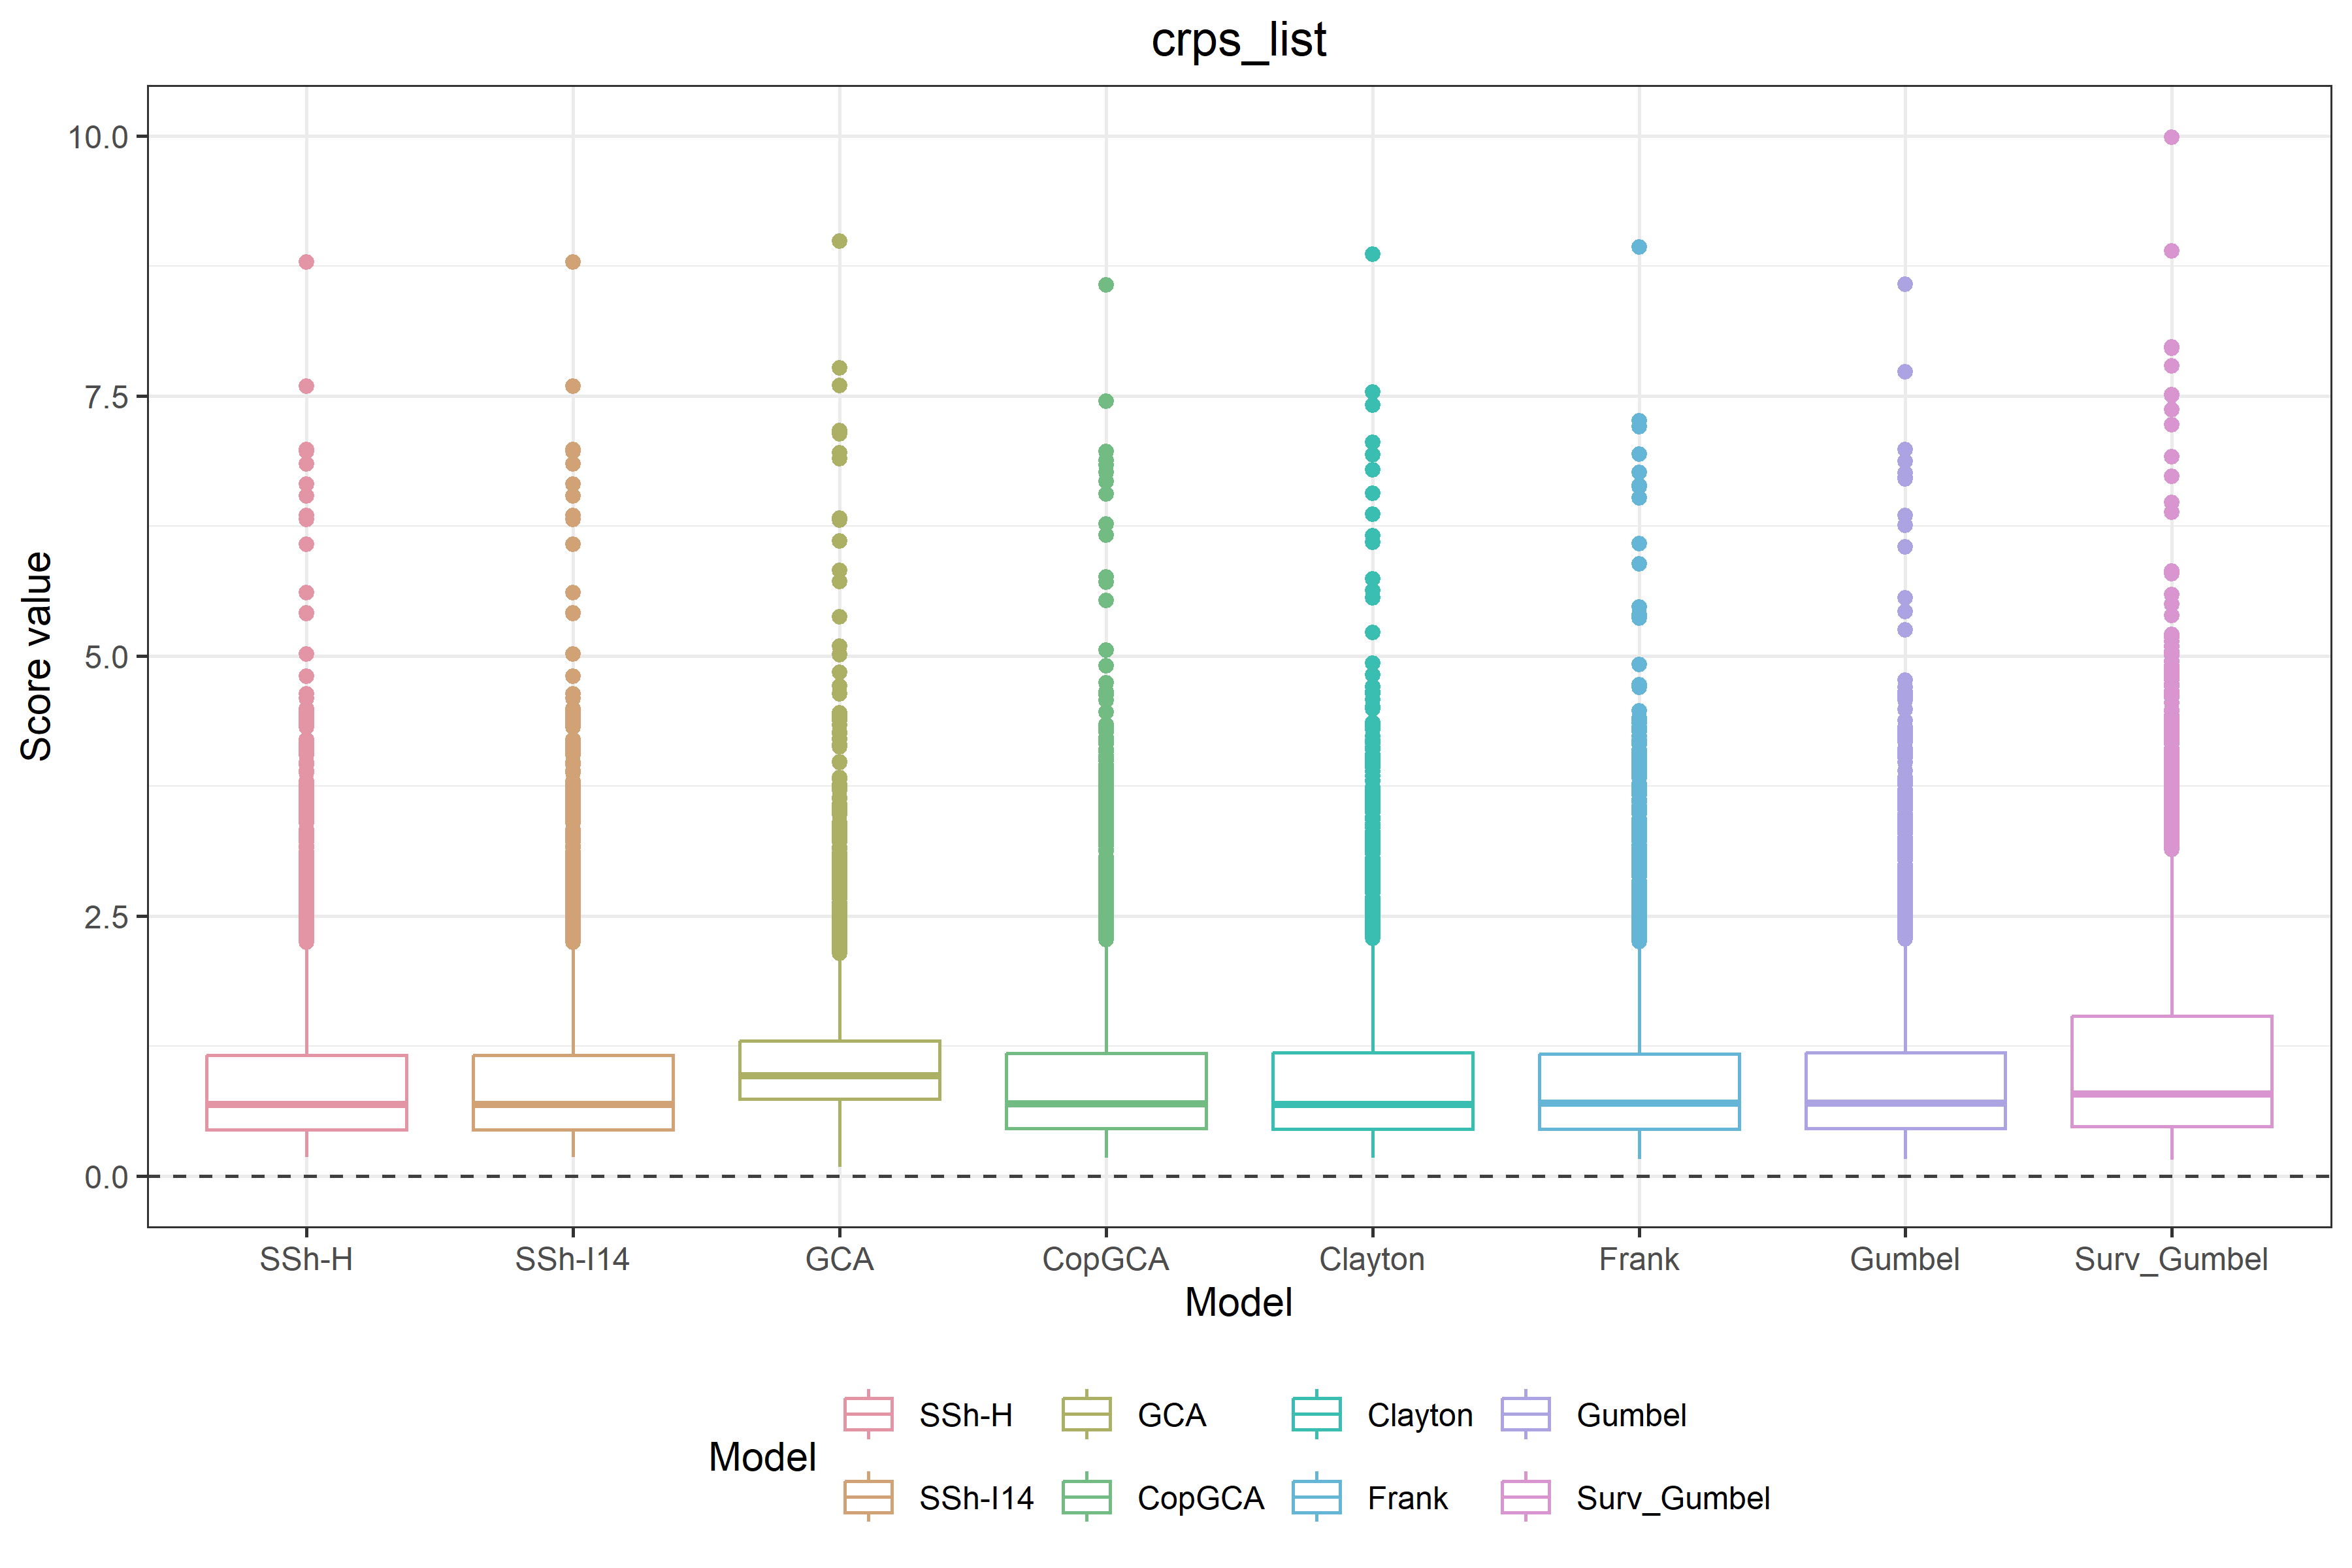 crps_list
10.0
7.5
5.0
2.5
0.0
Score value
SSh-H SSh-I14 GCA CopGCA Clayton Frank Gumbel Surv_Gumbel
Model
Model
SSh-H GCA Clayton Gumbel
SSh-I14 CopGCA Frank Surv_Gumbel